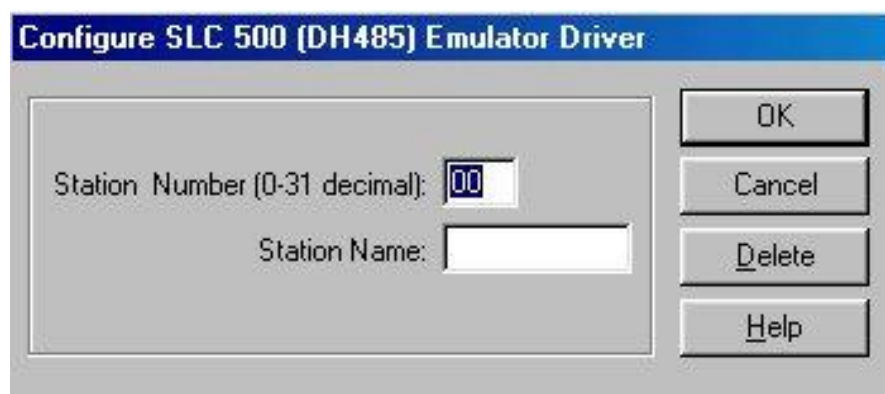 Configure SLC 500 (DH485) Emulator Driver
Station Number (0-31 decimal): 00
Station Name:
OK
Cancel
Delete
Help